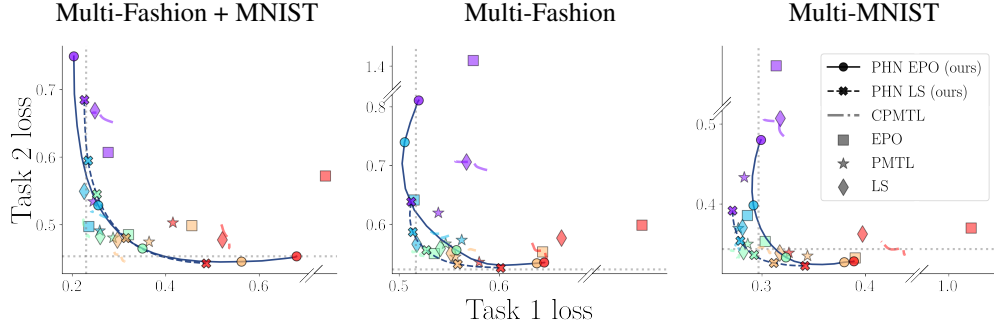 Multi-Fashion + MNIST
Multi-Fashion
Multi-MNIST
Task 2 loss
0.7
0.6
0.5
0.2
0.4
0.6
1.4
0.8
0.7
0.6
0.5
0.6
0.5
0.4
0.3
0.4
1.0
PHN EPO (ours)
PHN LS (ours)
CPMTL
EPO
PMTL
LS
Task 1 loss